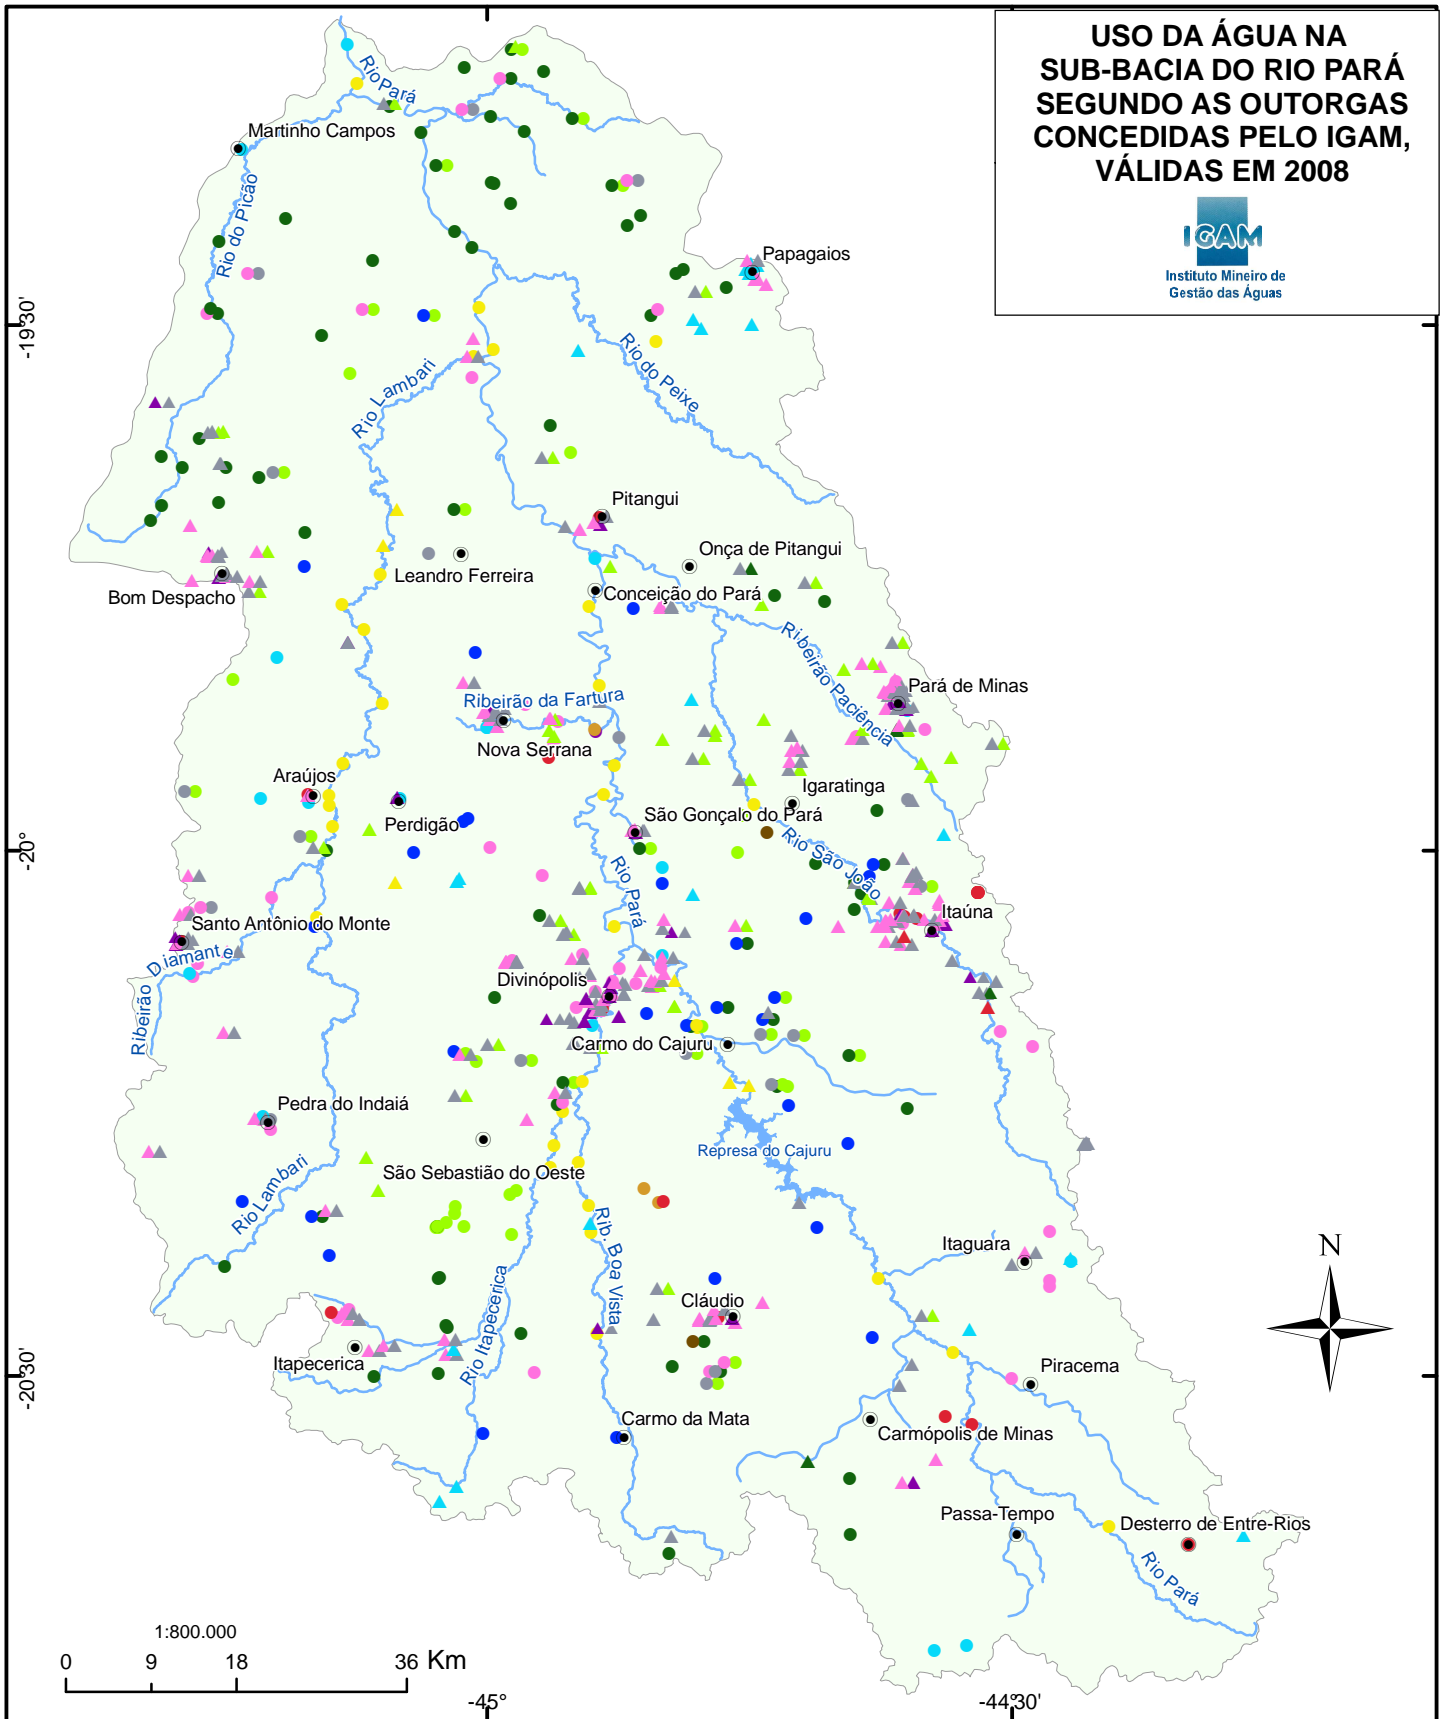 USO DA ÁGUA NA
SUB-BACIA DO RIO PARÁ
SEGUNDO AS OUTORGAS
CONCEDIDAS PELO IGAM,
VÁLIDAS EM 2008
IGAM
Instituto Mineiro de
Gestão das Águas
Rio Pará
Martinho Campos
Rio do Picão
Papagaios
-19°30'
Rio do Peixe
Rio Lambari
Pitangui
Onça de Pitangui
Leandro Ferreira
Conceição do Pará
Bom Despacho
Ribeirão Paciência
Pará de Minas
Ribeirão da Fartura
Nova Serrana
Araújos
Igaratinga
Perdigão
São Gonçalo do Pará
Rio São João
-20°
Rio Pará
Itaúna
Santo Antônio do Monte
Ribeirão Diamante
Divinópolis
Carmo do Cajuru
Pedra do Indaiá
Represa do Cajuru
São Sebastião do Oeste
Rio Lambari
Rib. Boa Vista
Itaguara
N
Rio Itapecerica
Cláudio
Itapecerica
Piracema
-20°30'
Carmo da Mata
Carmópolis de Minas
Passa-Tempo
Desterro de Entre-Rios
Rio Pará
1:800.000
0 9 18 36 Km
-45°
-44°30'